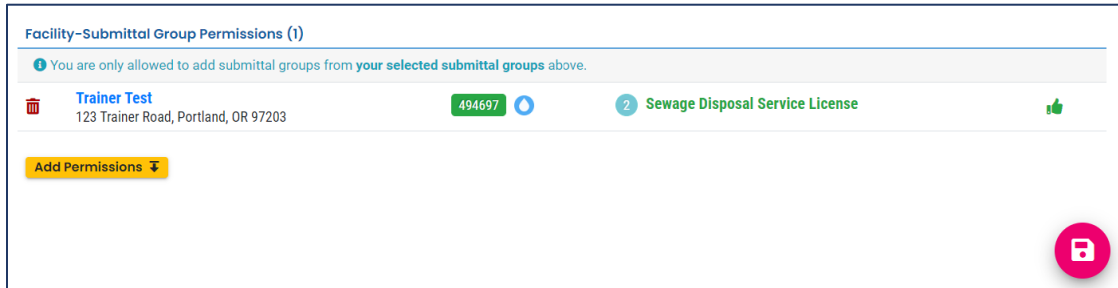 Facility-Submittal Group Permissions (1)
You are only allowed to add submittal groups from your selected submittal groups above.
Trainer Test
123 Trainer Road, Portland, OR 97203
494697
2 Sewage Disposal Service License
Add Permissions